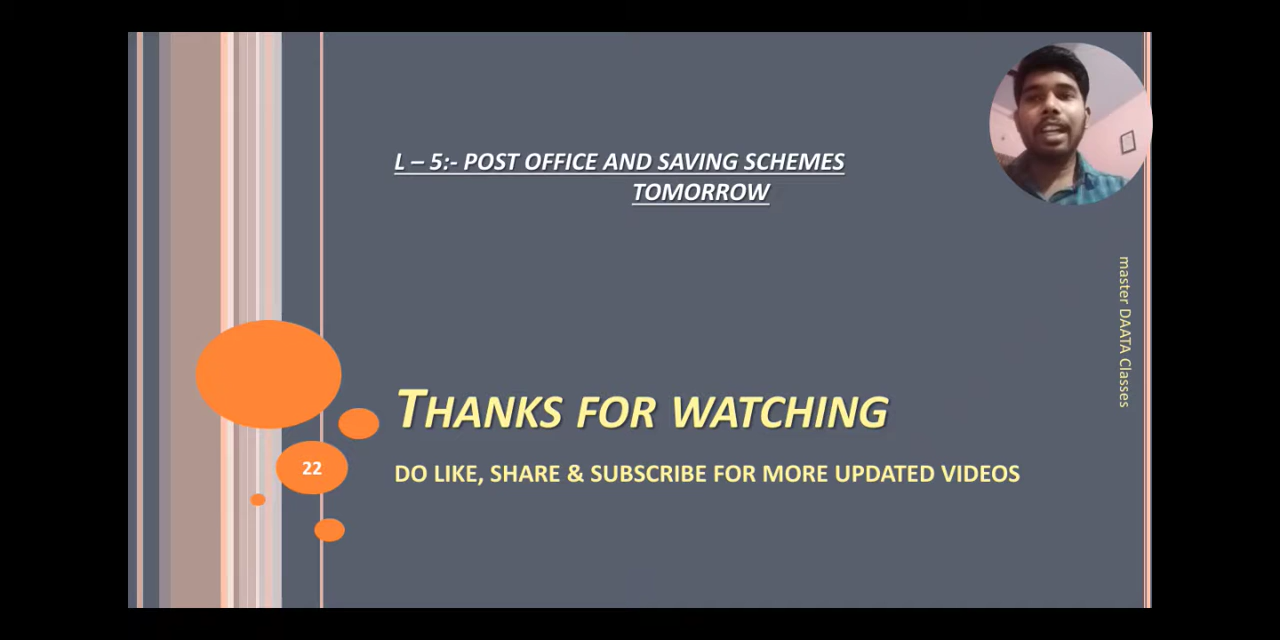 L – 5:- POST OFFICE AND SAVING SCHEMES
TOMORROW
master DAATA Classes
THANKS FOR WATCHING
22
DO LIKE, SHARE & SUBSCRIBE FOR MORE UPDATED VIDEOS